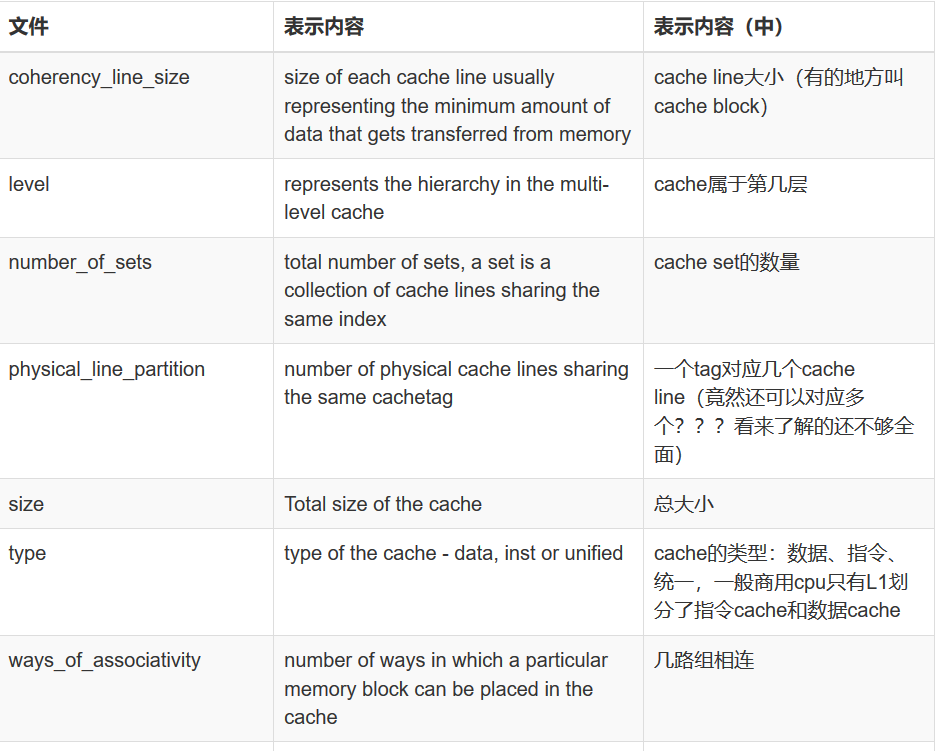 文件 表示内容 表示内容（中）
coherency_line_size
size of each cache line usually
representing the minimum amount of
data that gets transferred from memory
cache line大小（有的地方叫
cache block）
level
represents the hierarchy in the multi-
level cache
cache属于第几层
number_of_sets
total number of sets, a set is a
collection of cache lines sharing the
same index
cache set的数量
physical_line_partition
number of physical cache lines sharing
the same cachetag
一个tag对应几个cache
line（竟然还可以对应多
个？？？看来了解的还不够全
面）
size
Total size of the cache
总大小
type
type of the cache - data, inst or unified
cache的类型：数据、指令、
统一，一般商用cpu只有L1划
分了指令cache和数据cache
ways_of_associativity
number of ways in which a particular
memory block can be placed in the
cache
几路组相连